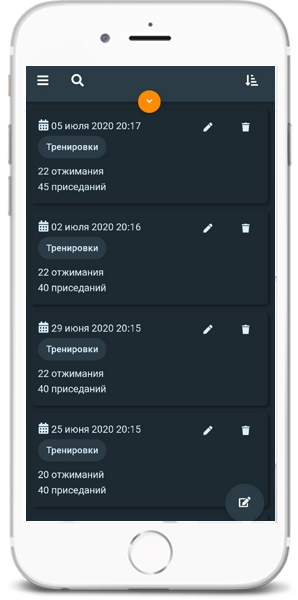 05 июля 2020 20:17
Тренировки
22 отжимания
45 приседаний
02 июля 2020 20:16
Тренировки
22 отжимания
40 приседаний
29 июня 2020 20:15
Тренировки
22 отжимания
40 приседаний
25 июня 2020 20:15
Тренировки
20 отжиманий
40 приседаний